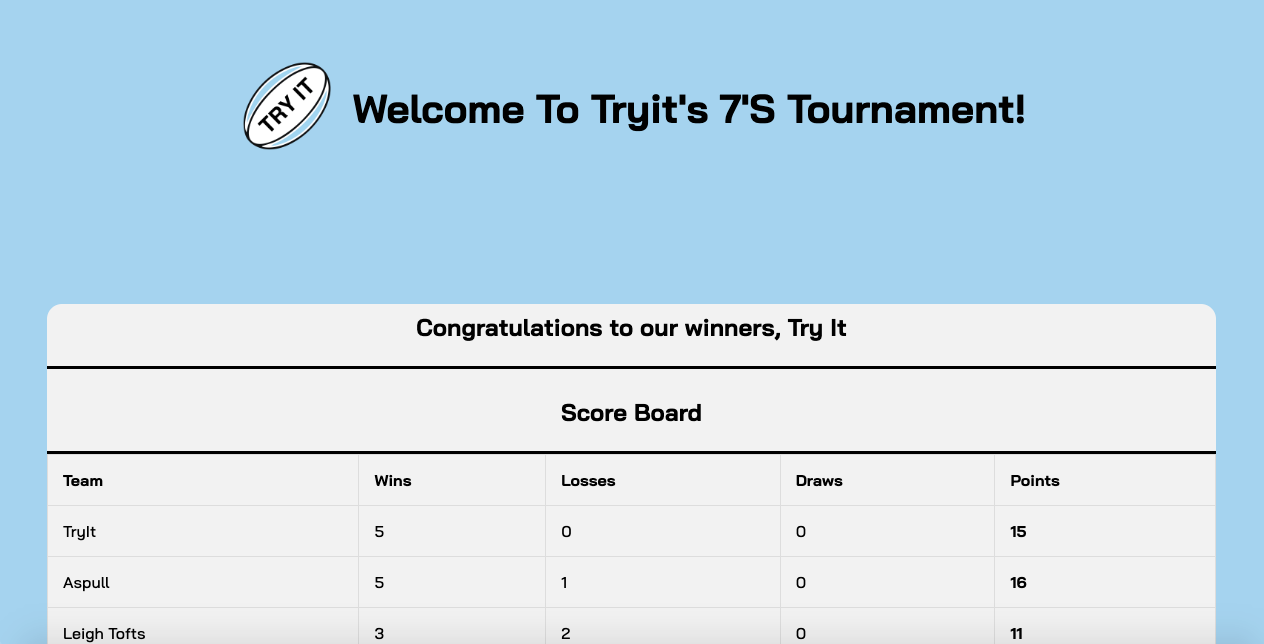 TRY IT
Welcome To Tryit's 7'S Tournament!
Congratulations to our winners, Try It
Score Board
Team Wins Losses Draws Points
TryIt 5 0 0 15
Aspull 5 1 0 16
Leigh Tofts 3 2 0 11